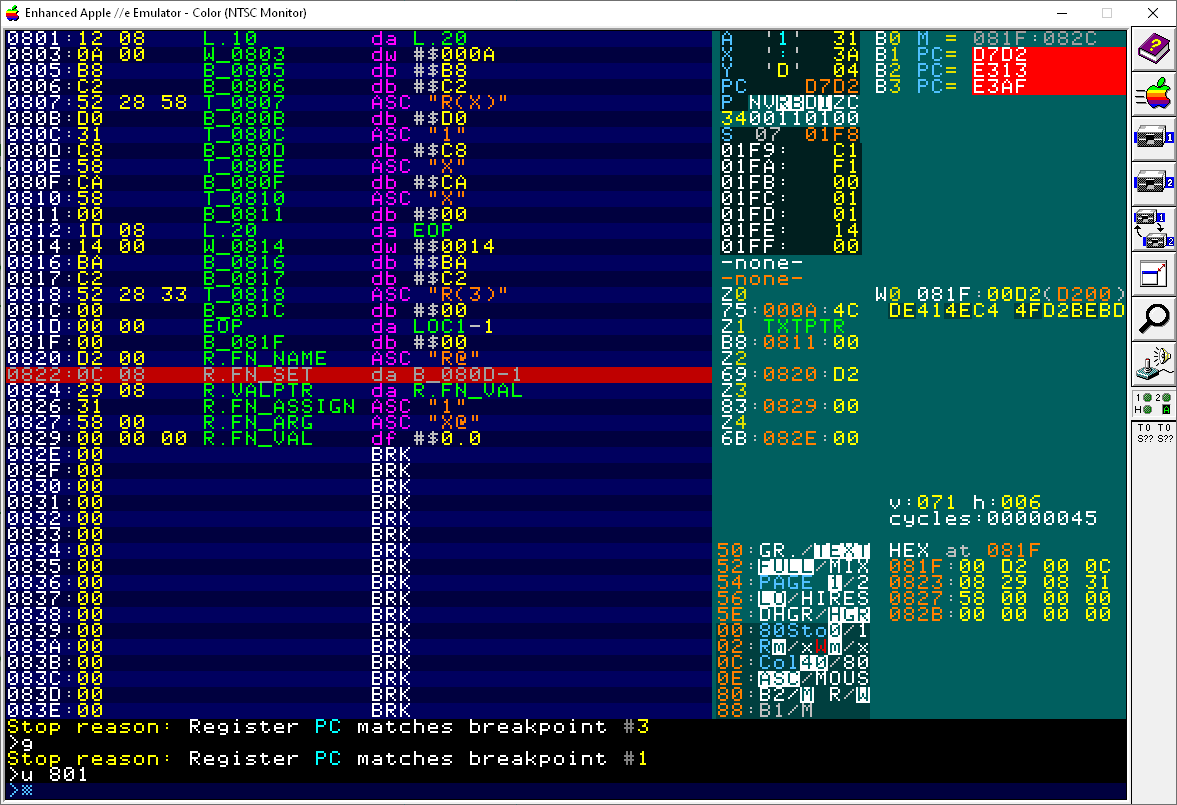 Enhanced Apple //e Emulator - Color (NTSC Monitor)
0801:12 08 L.10 da L.20
0803:0A 00 W_0803 dw #$000A
0805:B8 B_0805 db #$B8
0806:C2 B_0806 db #$C2
0807:52 28 58 T_0807 ASC "R(X)"
080B:D0 B_080B db #$D0
080C:31 T_080C ASC "1"
080D:C8 B_080D db #$C8
080E:58 T_080E ASC "X"
080F:CA B_080F db #$CA
0810:58 T_0810 ASC "X"
0811:00 B_0811 db #$00
0812:1D 08 L.20 da EOP
0814:14 00 W_0814 dw #$0014
0816:BA B_0816 db #$BA
0817:C2 B_0817 db #$C2
0818:52 28 33 T_0818 ASC "R(3)"
081C:00 B_081C db #$00
081D:00 00 EOP da LOC1-1
081F:00 B_081F db #$00
0820:D2 00 R.FN_NAME ASC "R@"
0822:0C 08 R.FN_SET da B_080D-1
0824:29 08 R.VALPTR da R.FN_VAL
0826:31 R.FN_ASSIGN ASC "1"
0827:58 00 R.FN_ARG ASC "X@"
0829:00 00 00 R.FN_VAL df #$0.0
082E:00 BRK
082F:00 BRK
0830:00 BRK
0831:00 BRK
0832:00 BRK
0833:00 BRK
0834:00 BRK
0835:00 BRK
0836:00 BRK
0837:00 BRK
0838:00 BRK
0839:00 BRK
083A:00 BRK
083B:00 BRK
083C:00 BRK
083D:00 BRK
083E:00 BRK
A '1' 31
X ':' 3A
Y 'D' 04
PC D7D2
P NVRBDIZC
3400110100
S 07 01F8
01F9: C1
01FA: F1
01FB: 00
01FC: 01
01FD: 01
01FE: 14
01FF: 00
-none-
-none-
Z0
75:000A:4C
Z1 TXTPTR
B8:0811:00
Z2
69:0820:D2
Z3
83:0829:00
Z4
6B:082E:00
50:GR./TEXT
52:FULL/MIX
54:PAGE 1/2
56:LO/HIRES
5E:DHGR/HGR
00:80Sto0/1
02:Rm/xWm/x
0C:Col40/80
0E:ASC/MOUS
80:B2/M R/W
88:B1/M
B0 M = 081F:082C
B1 PC= D7D2
B2 PC= E313
B3 PC= E3AF
W0 081F:00D2(D200)
DE414EC4 4FD2BEBD
v:071 h:006
cycles:00000045
HEX at 081F
081F:00 D2 00 0C
0823:08 29 08 31
0827:58 00 00 00
082B:00 00 00 00
Stop reason: Register PC matches breakpoint #3
>g
Stop reason: Register PC matches breakpoint #1
>u 801
>
1
2
1
2
1 2
H A
T0 T0
S?? S??